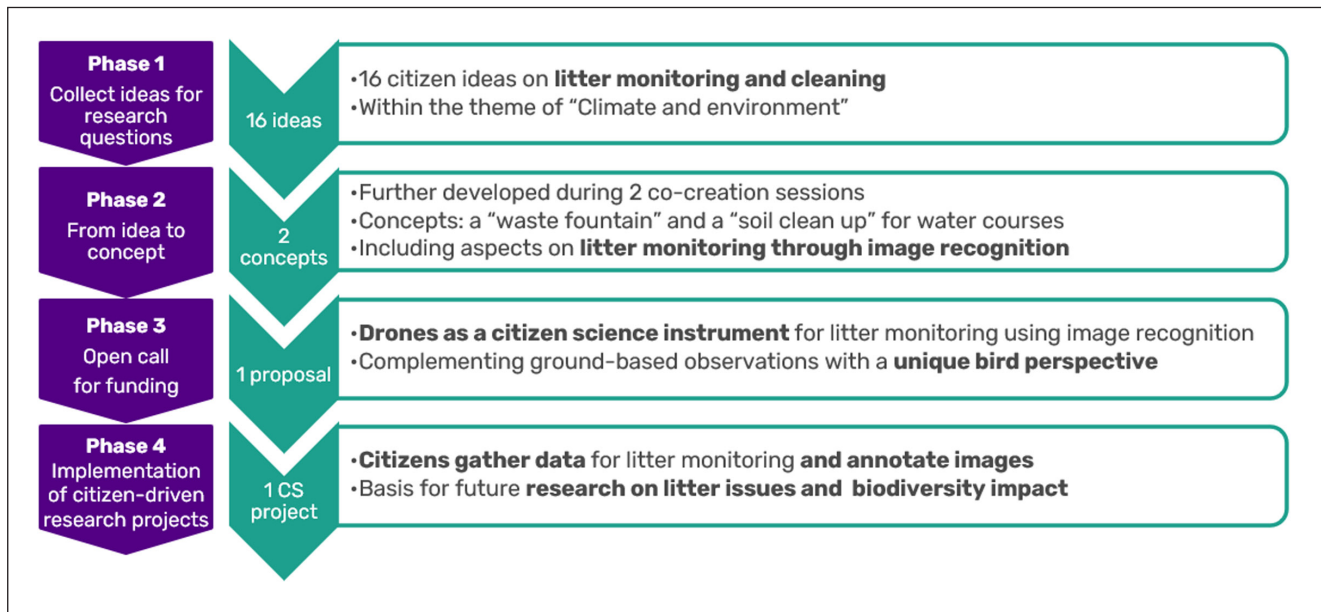 Phase 1
Collect ideas for
research
questions
16 ideas
•16 citizen ideas on litter monitoring and cleaning
•Within the theme of “Climate and environment”
Phase 2
From idea to
concept
2
concepts
•Further developed during 2 co-creation sessions
•Concepts: a “waste fountain” and a “soil clean up” for water courses
•Including aspects on litter monitoring through image recognition
Phase 3
Open call
for funding
1 proposal
•Drones as a citizen science instrument for litter monitoring using image recognition
•Complementing ground-based observations with a unique bird perspective
Phase 4
Implementation
of citizen-driven
research projects
1 CS
project
•Citizens gather data for litter monitoring and annotate images
•Basis for future research on litter issues and biodiversity impact